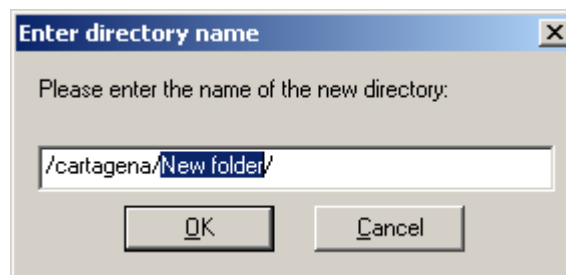 Enter directory name
Please enter the name of the new directory:
/cartagena/New folder/
OK
Cancel